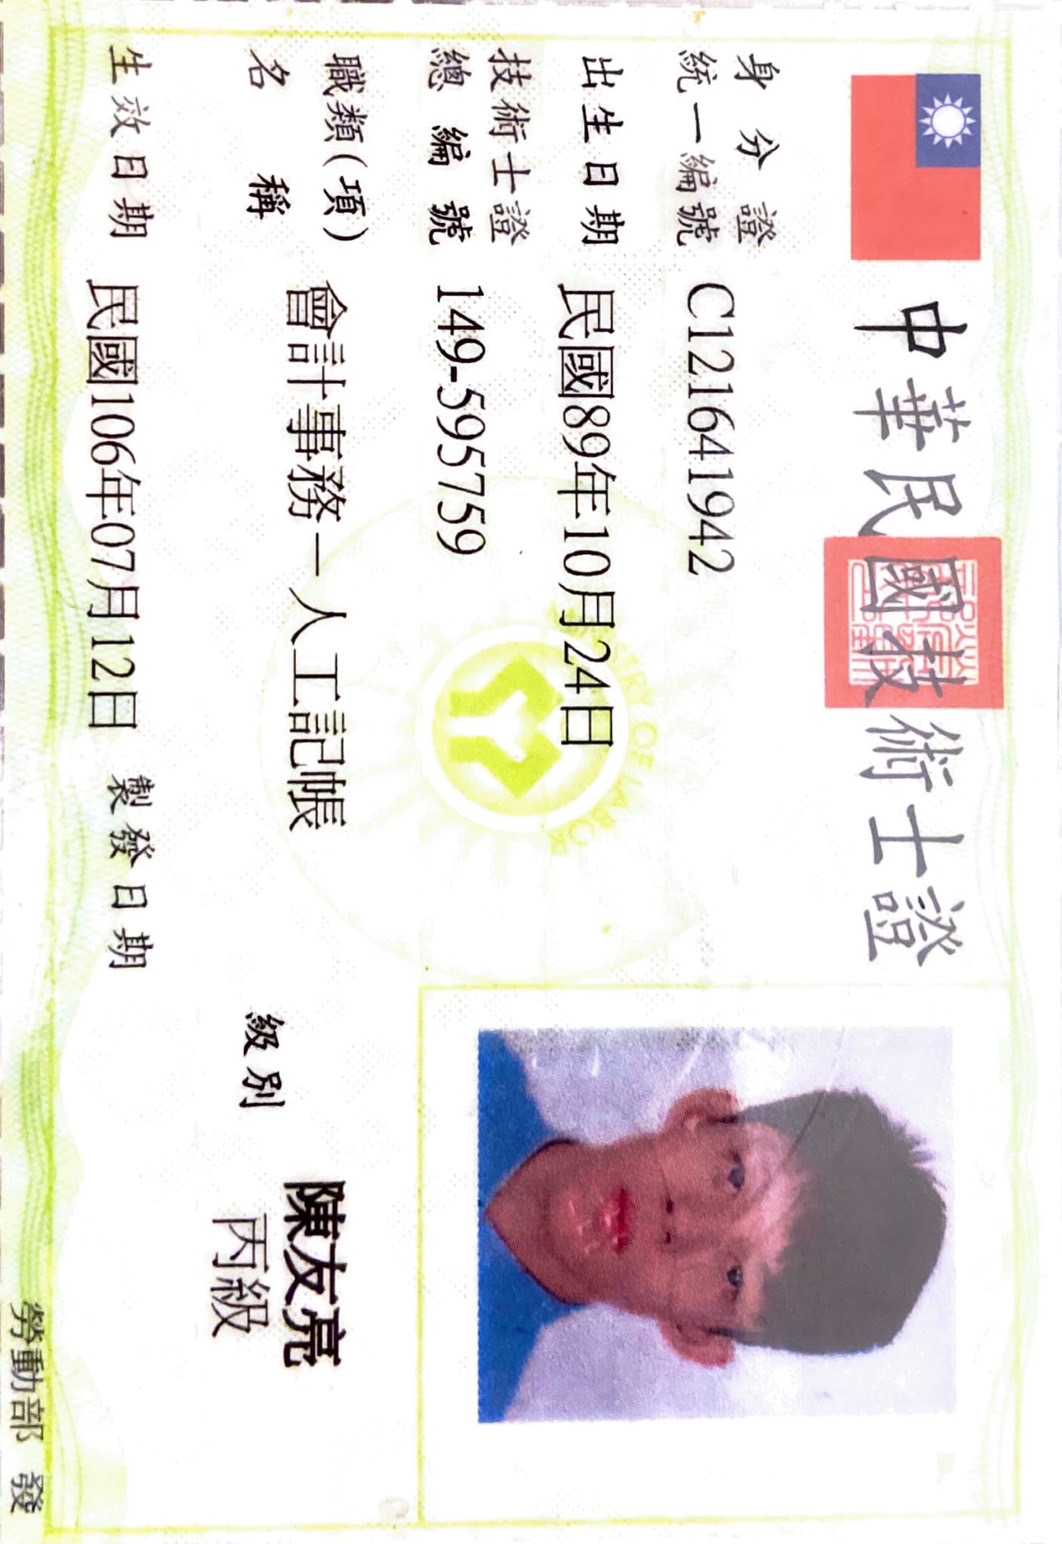 中華民國技術士證
身分證
統一編號 C121641942
出生日期 民國89年10月24日
MINISTRY OF LABOR
技術士證
總編號 149-595759
職類(項)
名稱 會計事務－人工記帳
陳友亮
級別 丙級
生效日期 民國106年07月12日 製發日期
勞動部 發